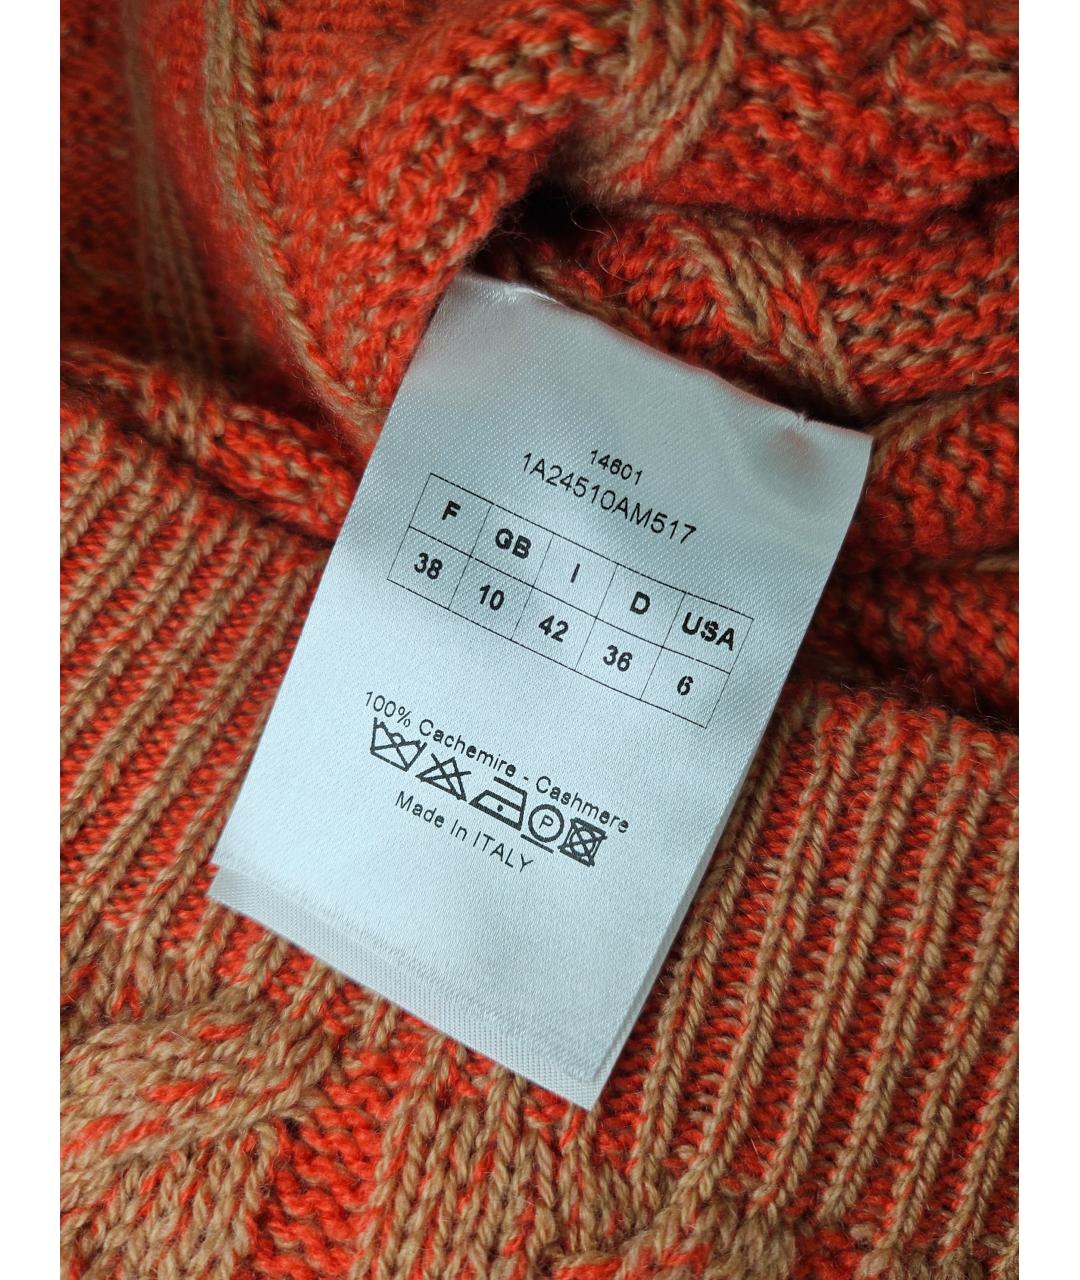 14601
1A24510AM517
F GB I D USA
38 10 42 36 6
100% Cachemire - Cashmere
P
Made In ITALY